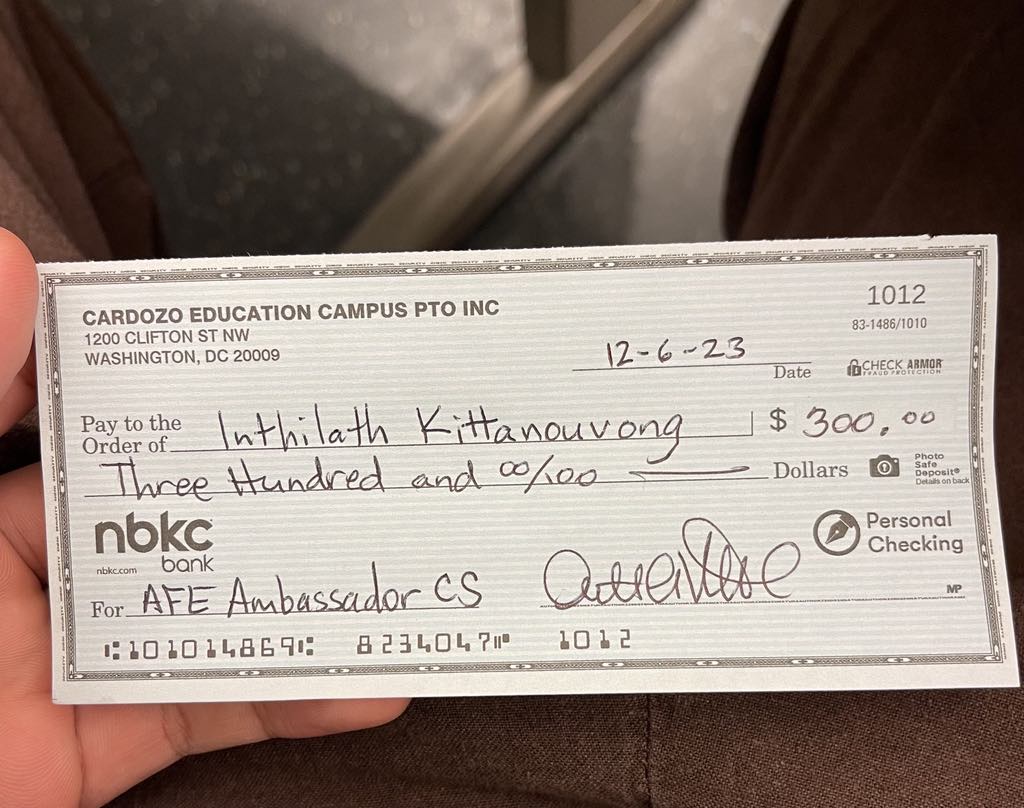 CARDOZO EDUCATION CAMPUS PTO INC
1200 CLIFTON ST NW
WASHINGTON, DC 20009
1012
83-1486/1010
12-6-23
Date
CHECK ARMOR
FRAUD PROTECTION
Pay to the
Order of Inthilath Kittanouvong $ 300.00
Three Hundred and 00/100 Dollars
Photo
Safe
Deposit®
Details on back
nbkc
bank
nbkc.com
Personal
Checking
For AFE Ambassador CS
MP
⑆101014869⑆ 8234047⑈ 1012